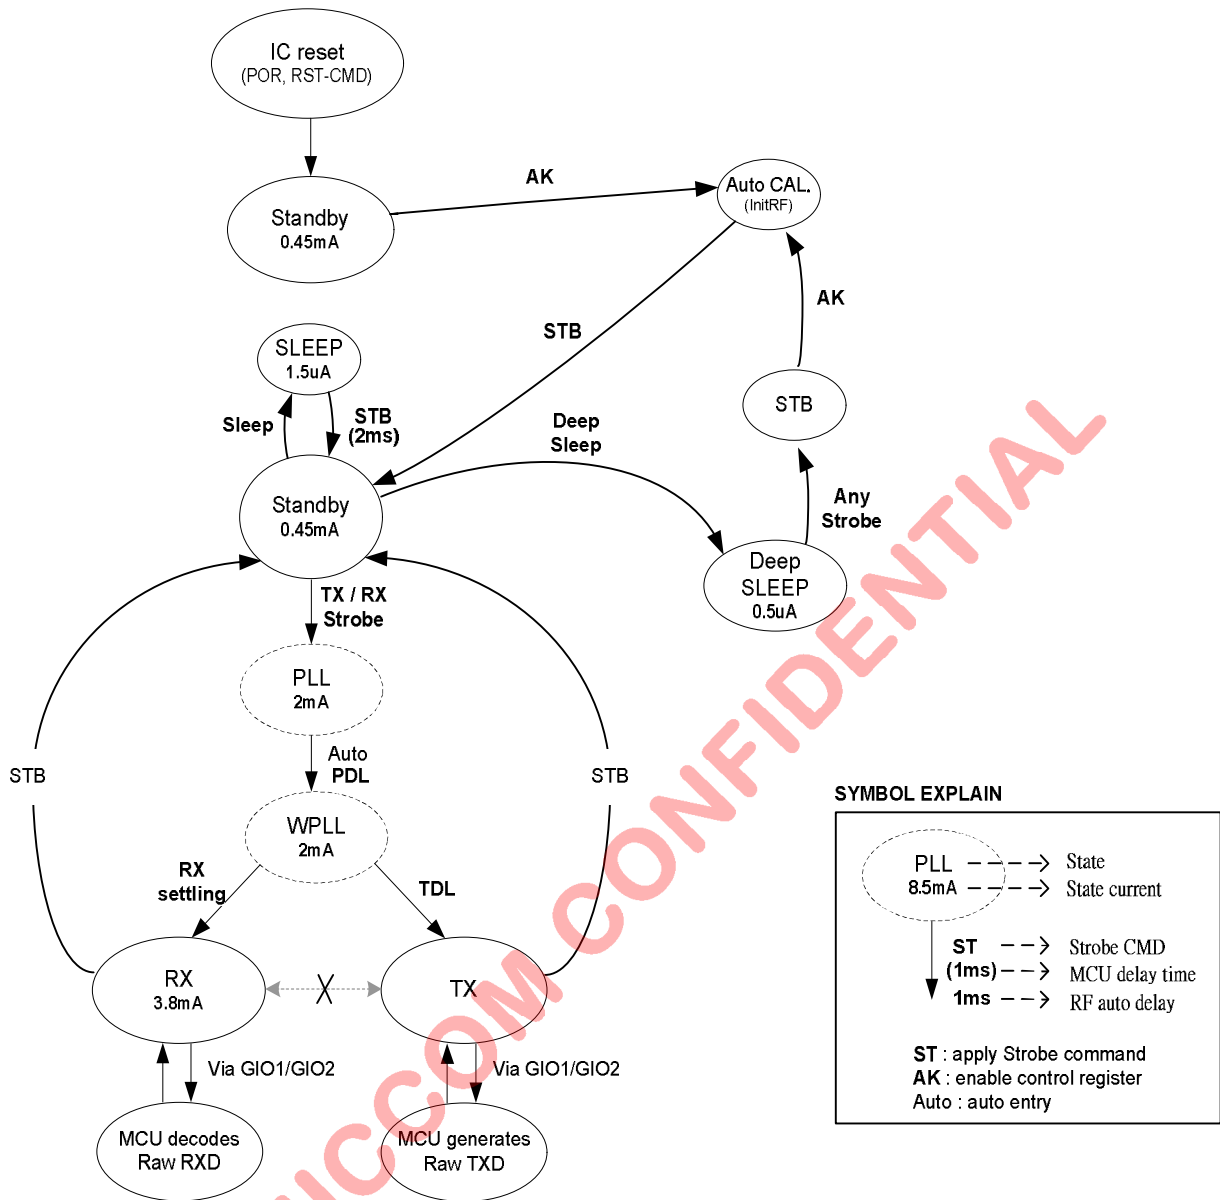 IC reset
(POR, RST-CMD)
AK
Auto CAL.
(InitRF)
Standby
0.45mA
AK
STB
SLEEP
1.5uA
STB
(2ms)
Sleep
Deep
Sleep
STB
Any
Strobe
Standby
0.45mA
Deep
SLEEP
0.5uA
TX / RX
Strobe
PLL
2mA
Auto
PDL
STB
STB
WPLL
2mA
RX
settling
TDL
RX
3.8mA
X
TX
Via GIO1/GIO2
Via GIO1/GIO2
MCU decodes
Raw RXD
MCU generates
Raw TXD
SYMBOL EXPLAIN
PLL
State
8.5mA
State current
ST
Strobe CMD
(1ms)
MCU delay time
1ms
RF auto delay
ST : apply Strobe command
AK : enable control register
Auto : auto entry
MICCOM CONFIDENTIAL